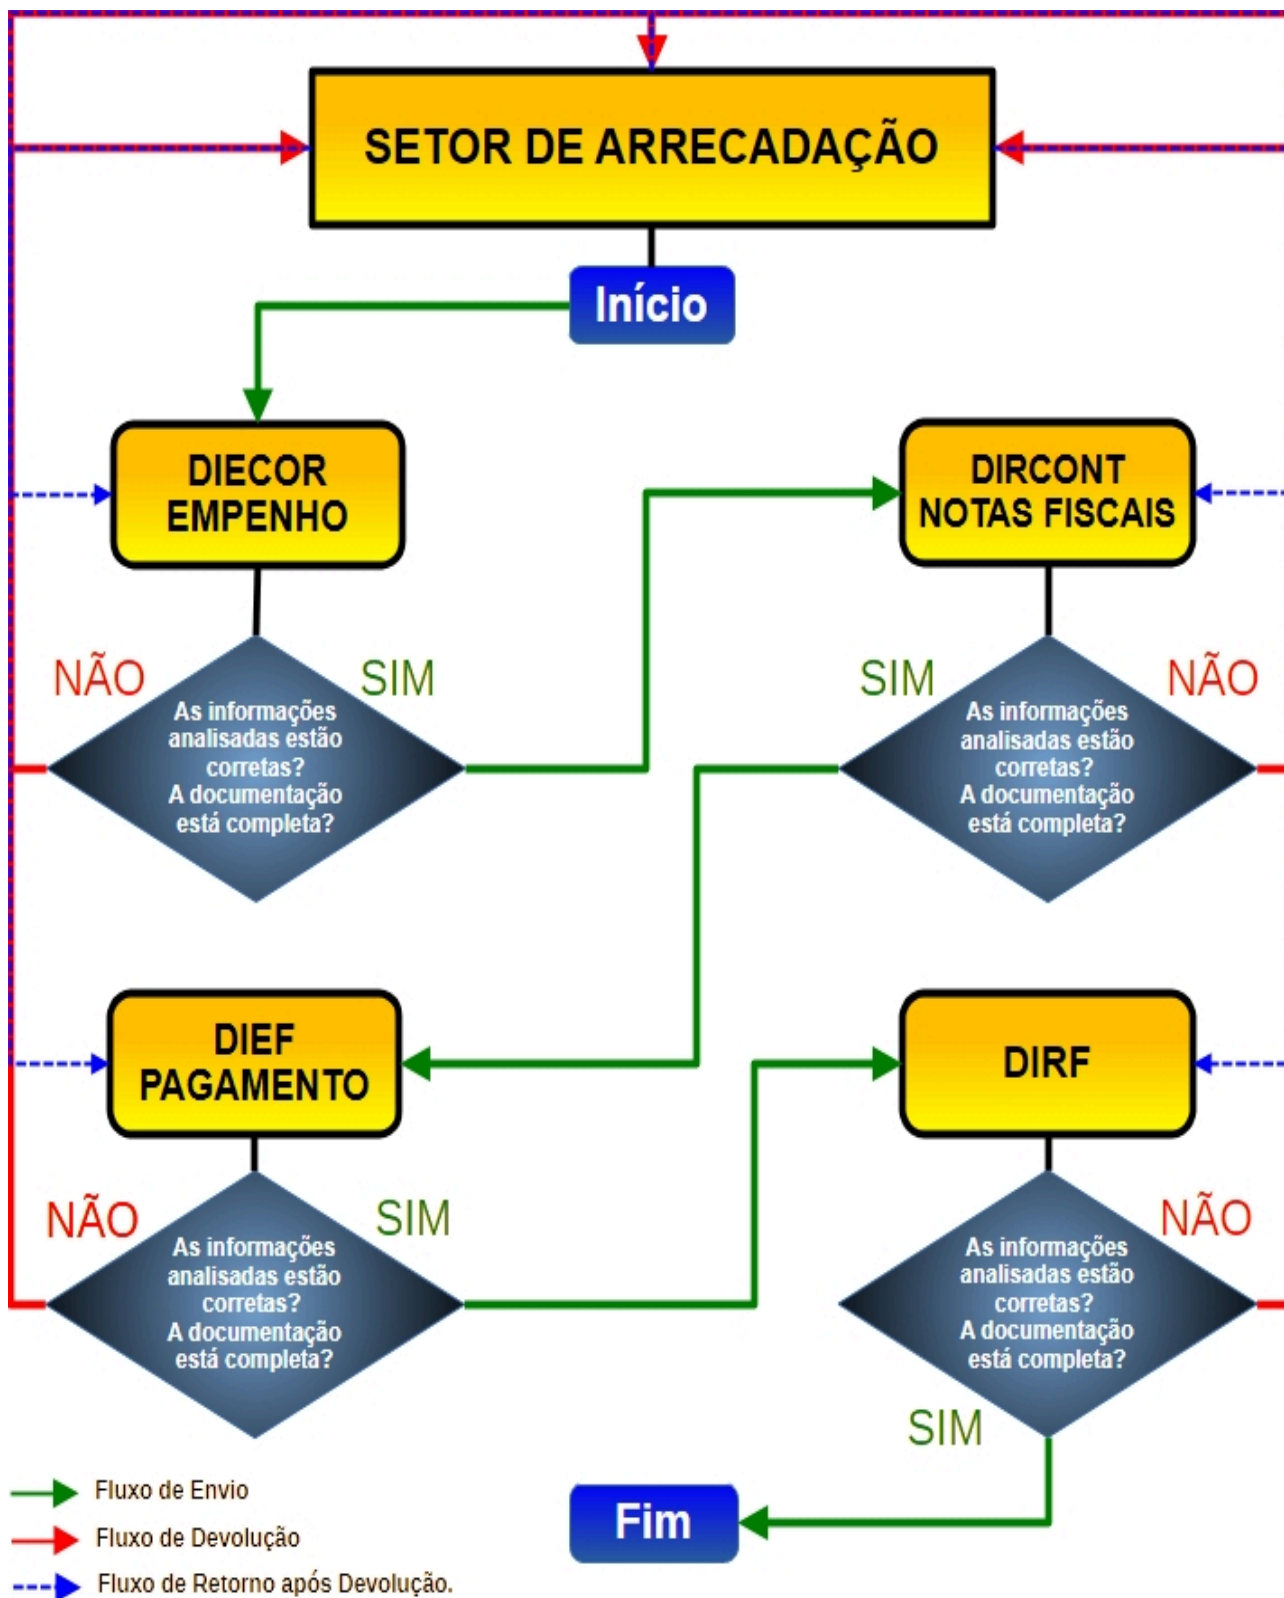 SETOR DE ARRECADAÇÃO
Início
DIECOR
EMPENHO
DIRCONT
NOTAS FISCAIS
NÃO
SIM
As informações
analisadas estão
corretas?
A documentação
está completa?
SIM
NÃO
As informações
analisadas estão
corretas?
A documentação
está completa?
DIEF
PAGAMENTO
DIRF
NÃO
SIM
As informações
analisadas estão
corretas?
A documentação
está completa?
NÃO
As informações
analisadas estão
corretas?
A documentação
está completa?
SIM
Fluxo de Envio
Fluxo de Devolução
Fluxo de Retorno após Devolução.
Fim